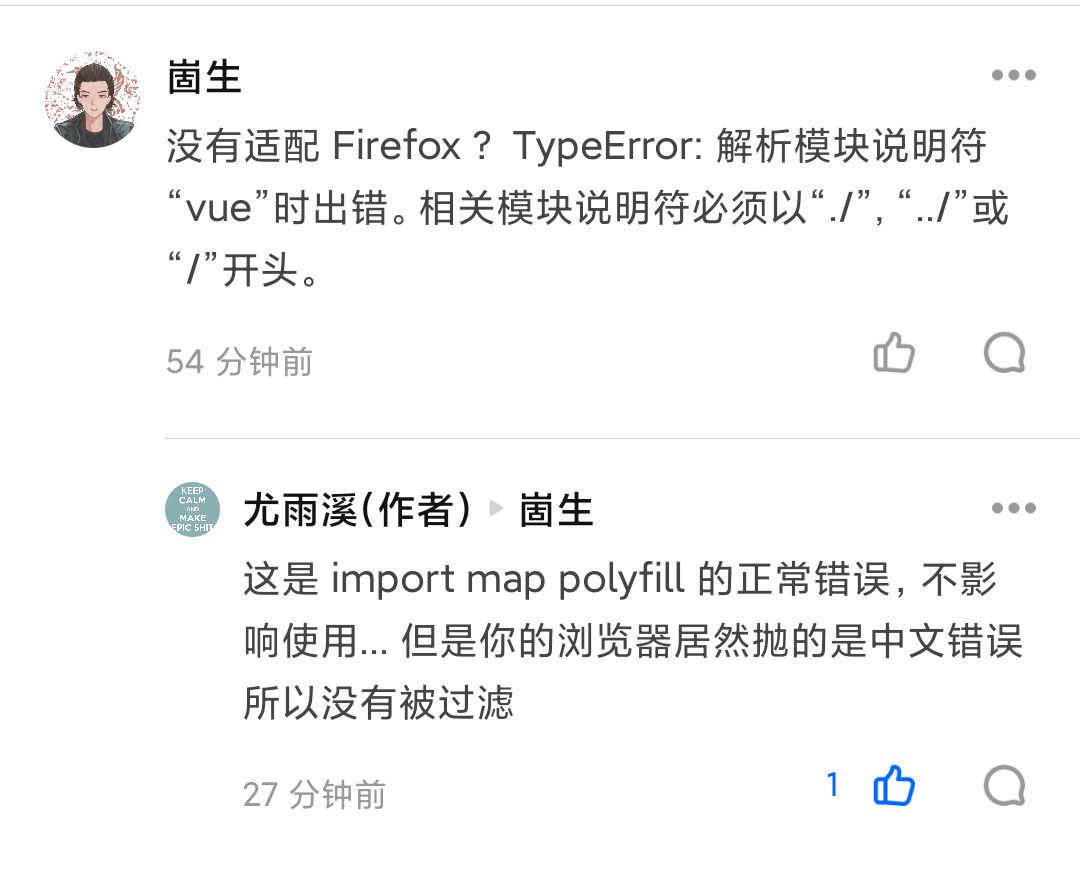 崮生
没有适配 Firefox ？ TypeError: 解析模块说明符
“vue”时出错。相关模块说明符必须以“./”, “../”或
“/”开头。
54 分钟前
KEEP
CALM
AND
MAKE
EPIC SHIT
尤雨溪(作者) ▸ 崮生
这是 import map polyfill 的正常错误，不影
响使用... 但是你的浏览器居然抛的是中文错误
所以没有被过滤
27 分钟前
1